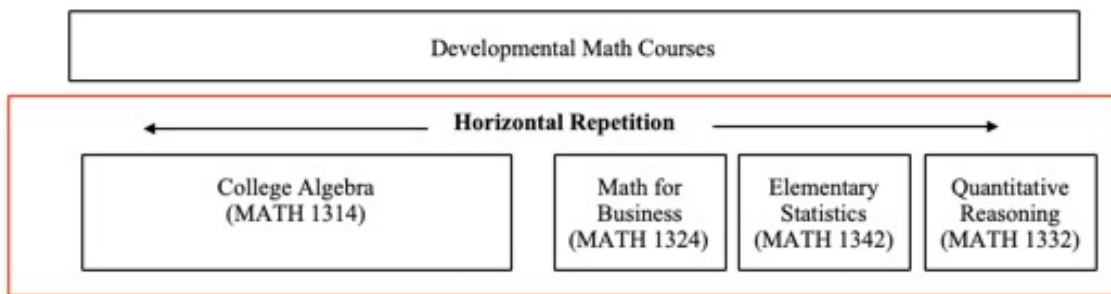 Developmental Math Courses
Horizontal Repetition
College Algebra
(MATH 1314)
Math for
Business
(MATH 1324)
Elementary
Statistics
(MATH 1342)
Quantitative
Reasoning
(MATH 1332)